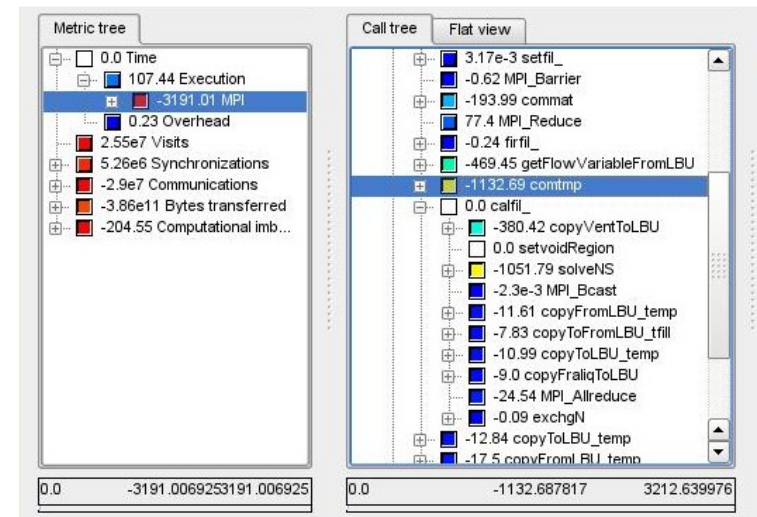 Metric tree
0.0 Time
107.44 Execution
-3191.01 MPI
0.23 Overhead
2.55e7 Visits
5.26e6 Synchronizations
-2.9e7 Communications
-3.86e11 Bytes transferred
-204.55 Computational imb...
0.0 -3191.0069253191.006925
Call tree Flat view
3.17e-3 setfil_
-0.62 MPI_Barrier
-193.99 commat
77.4 MPI_Reduce
-0.24 firfil_
-469.45 getFlowVariableFromLBU
-1132.69 comtmp
0.0 calfil_
-380.42 copyVentToLBU
0.0 setvoidRegion
-1051.79 solveNS
-2.3e-3 MPI_Bcast
-11.61 copyFromLBU_temp
-7.83 copyToFromLBU_tfill
-10.99 copyToLBU_temp
-9.0 copyFraliqToLBU
-24.54 MPI_Allreduce
-0.09 exchgN
-12.84 copyToLBU_temp
-17.5 copyFromLBU_temp
0.0 -1132.687817 3212.639976